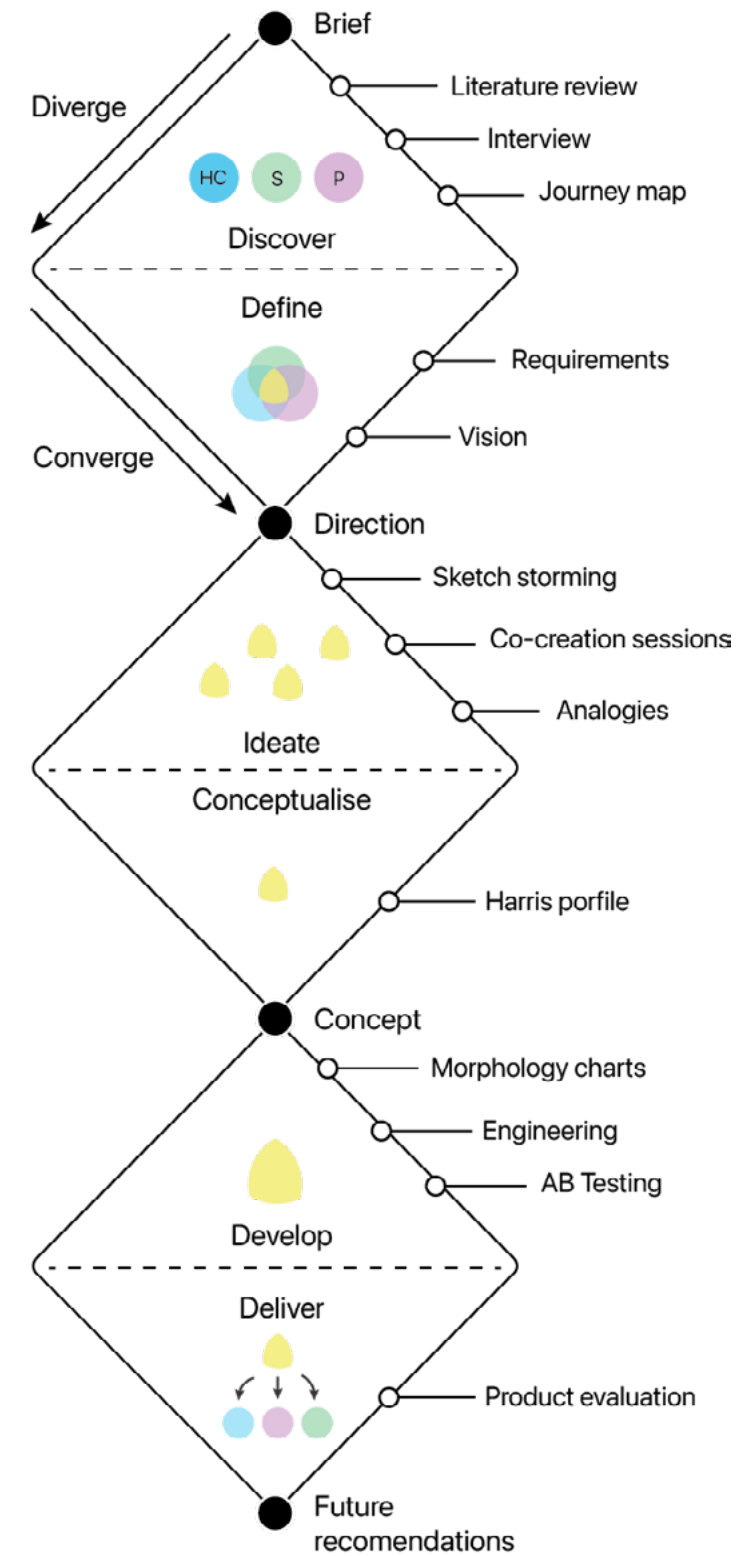 Brief
Diverge
Literature review
Interview
Journey map
HC S P
Discover
Define
Requirements
Vision
Converge
Direction
Sketch storming
Co-creation sessions
Analogies
Ideate
Conceptualise
Harris porfile
Concept
Morphology charts
Engineering
AB Testing
Develop
Deliver
Product evaluation
Future
recomendations